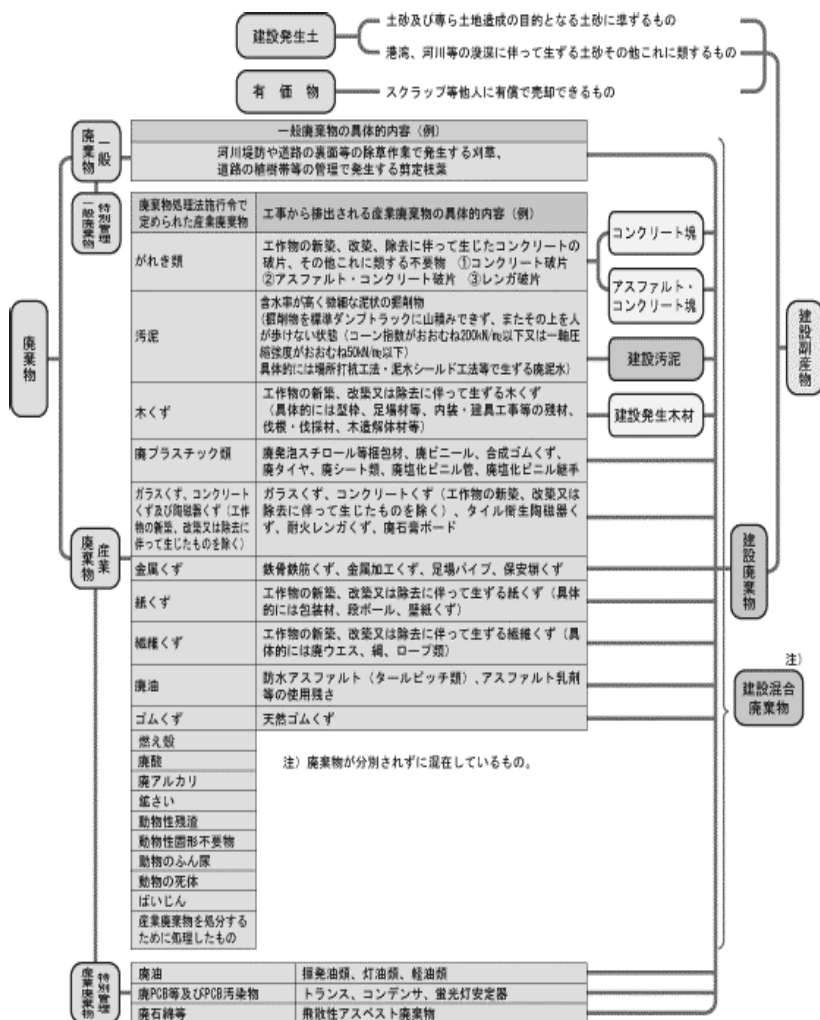 建設発生土
土砂及び専ら土地造成の目的となる土砂に準ずるもの
港湾、河川等の浚渫に伴って生ずる土砂その他これに類するもの
有価物
スクラップ等他人に有償で売却できるもの
一般廃棄物
一般廃棄物の具体的内容（例）
河川堤防や道路の裏面等の除草作業で発生する刈草、
道路の植樹帯等の管理で発生する剪定枝葉
特別管理一般廃棄物
廃棄物処理法施行令で
定められた産業廃棄物
工事から排出される産業廃棄物の具体的内容（例）
がれき類
工作物の新築、改築、除去に伴って生じたコンクリートの
破片、その他これに類する不要物　①コンクリート破片
②アスファルト・コンクリート破片　③レンガ破片
コンクリート塊
アスファルト・
コンクリート塊
汚泥
含水率が高く微細な泥状の掘削物
(掘削物を標準ダンプトラックに山積みできず、またその上を人
が歩けない状態（コーン指数がおおむね200kN/㎡以下又は一軸圧
縮強度がおおむね50kN/㎡以下)
具体的には場所打杭工法・泥水シールド工法等で生ずる廃泥水）
建設汚泥
木くず
工作物の新築、改築又は除去に伴って生ずる木くず
（具体的には型枠、足場材等、内装・建具工事等の残材、
伐根・伐採材、木造解体材等）
建設発生木材
廃プラスチック類
廃発泡スチロール等梱包材、廃ビニール、合成ゴムくず、
廃タイヤ、廃シート類、廃塩化ビニル管、廃塩化ビニル継手
ガラスくず、コンクリート
くず及び陶磁器くず（工作
物の新築、改築又は除去に
伴って生じたものを除く）
ガラスくず、コンクリートくず（工作物の新築、改築又は
除去に伴って生じたものを除く）、タイル衛生陶磁器く
ず、耐火レンガくず、廃石膏ボード
金属くず
鉄骨鉄筋くず、金属加工くず、足場パイプ、保安塀くず
紙くず
工作物の新築、改築又は除去に伴って生ずる紙くず（具体
的には包装材、段ボール、壁紙くず）
繊維くず
工作物の新築、改築又は除去に伴って生ずる繊維くず（具
体的には廃ウエス、縄、ロープ類）
廃油
防水アスファルト（タールピッチ類）、アスファルト乳剤
等の使用残さ
ゴムくず
天然ゴムくず
燃え殻
廃酸
廃アルカリ
鉱さい
動物性残渣
動物性固形不要物
動物のふん尿
動物の死体
ばいじん
産業廃棄物を処分する
ために処理したもの
注）廃棄物が分別されずに混在しているもの。
廃棄物
産業廃棄物
特別管理産業廃棄物
廃油
揮発油類、灯油類、軽油類
廃PCB等及びPCB汚染物
トランス、コンデンサ、蛍光灯安定器
廃石綿等
飛散性アスベスト廃棄物
建設副産物
建設廃棄物
注）
建設混合
廃棄物